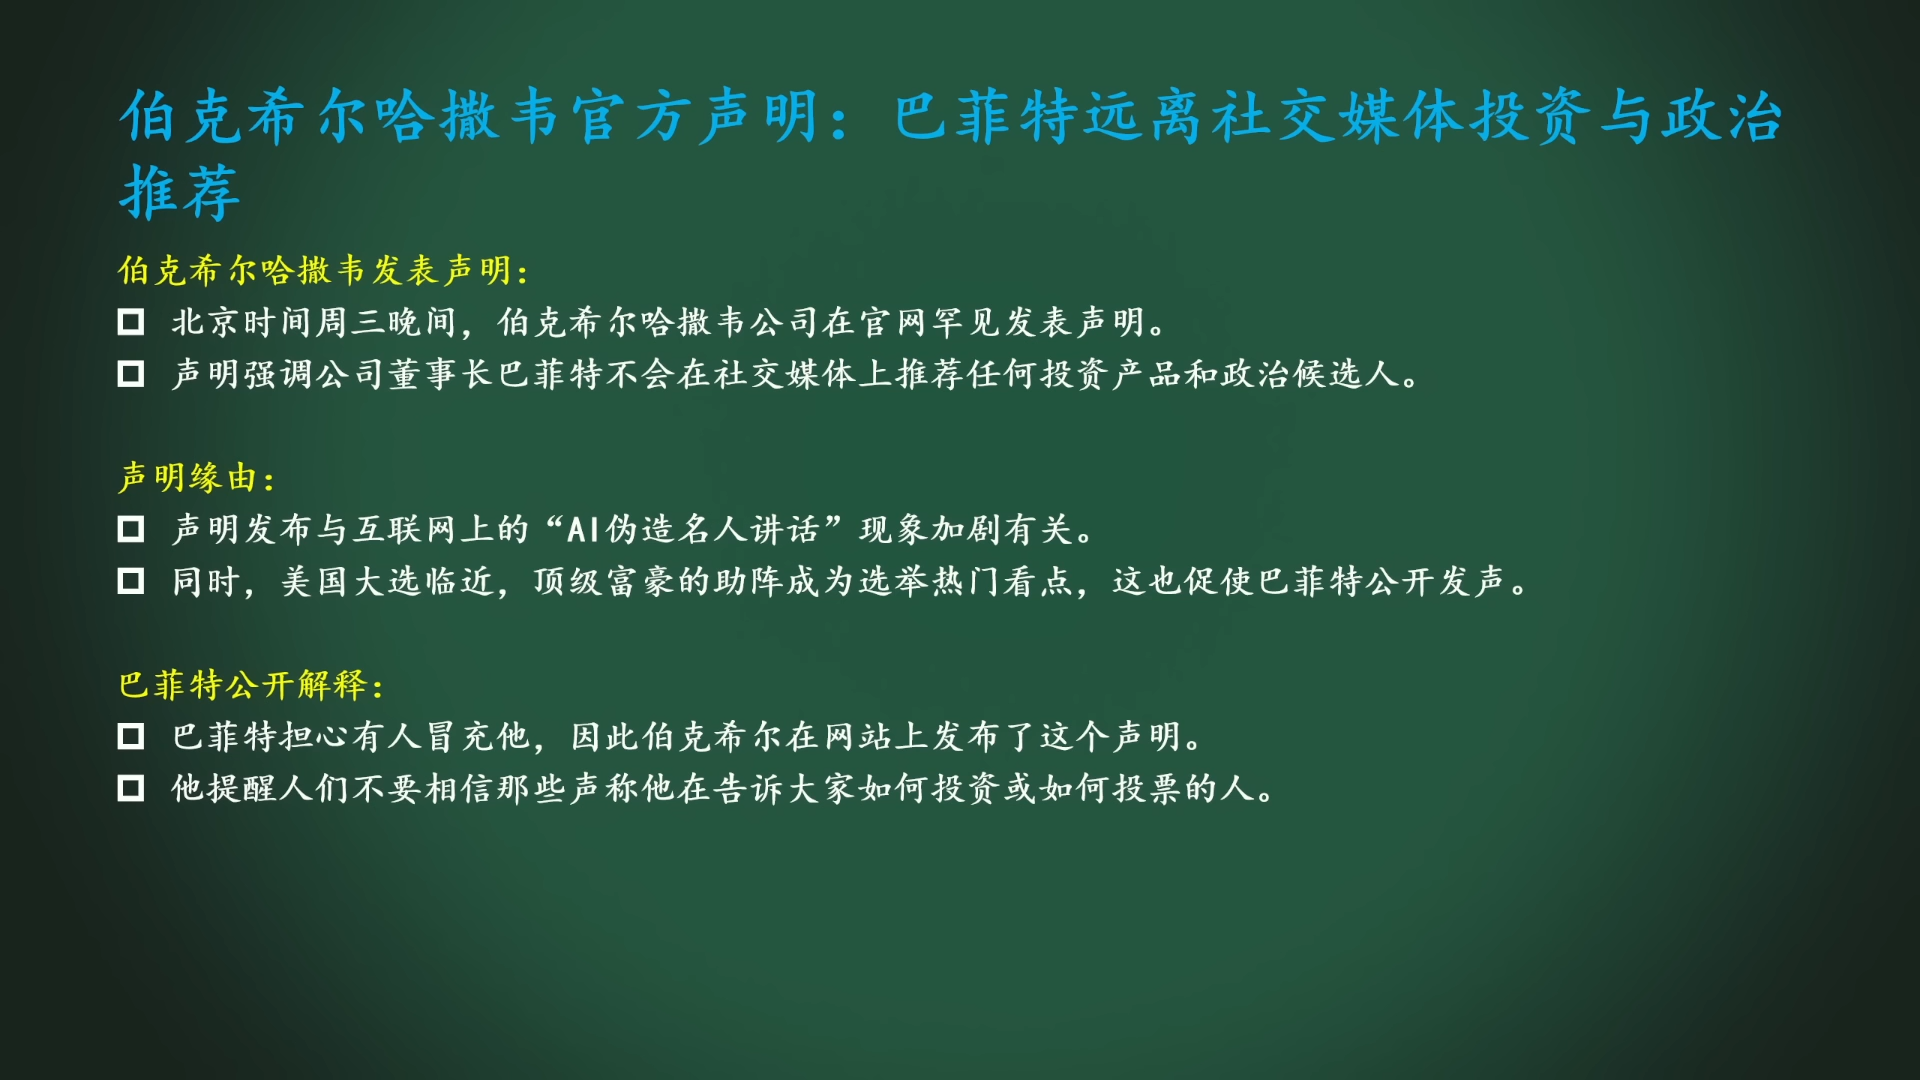 伯克希尔哈撒韦官方声明：巴菲特远离社交媒体投资与政治
推荐
伯克希尔哈撒韦发表声明：
北京时间周三晚间，伯克希尔哈撒韦公司在官网罕见发表声明。
声明强调公司董事长巴菲特不会在社交媒体上推荐任何投资产品和政治候选人。
声明缘由：
声明发布与互联网上的“AI伪造名人讲话”现象加剧有关。
同时，美国大选临近，顶级富豪的助阵成为选举热门看点，这也促使巴菲特公开发声。
巴菲特公开解释：
巴菲特担心有人冒充他，因此伯克希尔在网站上发布了这个声明。
他提醒人们不要相信那些声称他在告诉大家如何投资或如何投票的人。